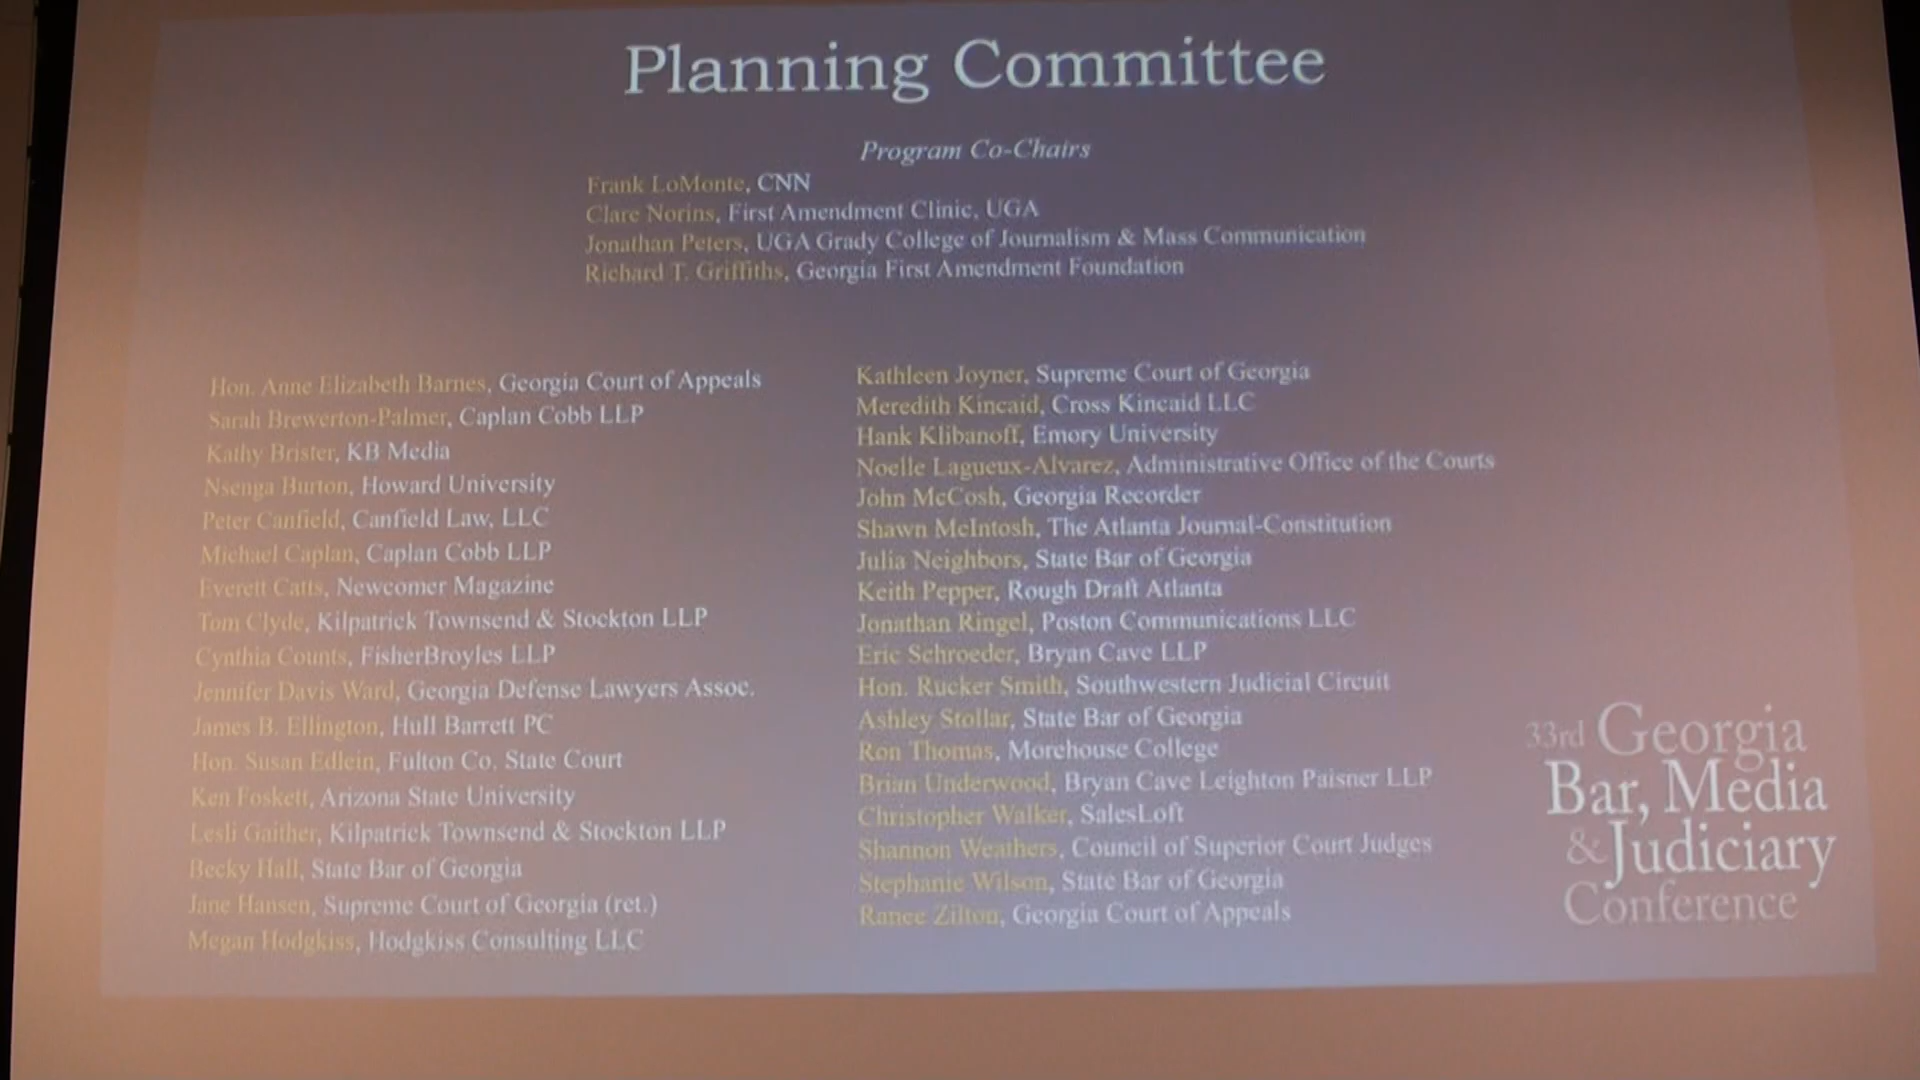 Planning Committee
Program Co-Chairs
Frank LoMonte, CNN
Clare Norins, First Amendment Clinic, UGA
Jonathan Peters, UGA Grady College of Journalism & Mass Communication
Richard T. Griffiths, Georgia First Amendment Foundation
Hon. Anne Elizabeth Barnes, Georgia Court of Appeals
Sarah Brewerton-Palmer, Caplan Cobb LLP
Kathy Brister, KB Media
Nsenga Burton, Howard University
Peter Canfield, Canfield Law, LLC
Michael Caplan, Caplan Cobb LLP
Everett Catts, Newcomer Magazine
Tom Clyde, Kilpatrick Townsend & Stockton LLP
Cynthia Counts, FisherBroyles LLP
Jennifer Davis Ward, Georgia Defense Lawyers Assoc.
James B. Ellington, Hull Barrett PC
Hon. Susan Edlein, Fulton Co. State Court
Ken Foskett, Arizona State University
Lesli Gaither, Kilpatrick Townsend & Stockton LLP
Becky Hall, State Bar of Georgia
Jane Hansen, Supreme Court of Georgia (ret.)
Megan Hodgkiss, Hodgkiss Consulting LLC
Kathleen Joyner, Supreme Court of Georgia
Meredith Kincaid, Cross Kincaid LLC
Hank Klibanoff, Emory University
Noelle Lagueux-Alvarez, Administrative Office of the Courts
John McCosh, Georgia Recorder
Shawn McIntosh, The Atlanta Journal-Constitution
Julia Neighbors, State Bar of Georgia
Keith Pepper, Rough Draft Atlanta
Jonathan Ringel, Poston Communications LLC
Eric Schroeder, Bryan Cave LLP
Hon. Rucker Smith, Southwestern Judicial Circuit
Ashley Stollar, State Bar of Georgia
Ron Thomas, Morehouse College
Brian Underwood, Bryan Cave Leighton Paisner LLP
Christopher Walker, SalesLoft
Shannon Weathers, Council of Superior Court Judges
Stephanie Wilson, State Bar of Georgia
Ranee Zilton, Georgia Court of Appeals
33rd Georgia
Bar, Media
& Judiciary
Conference